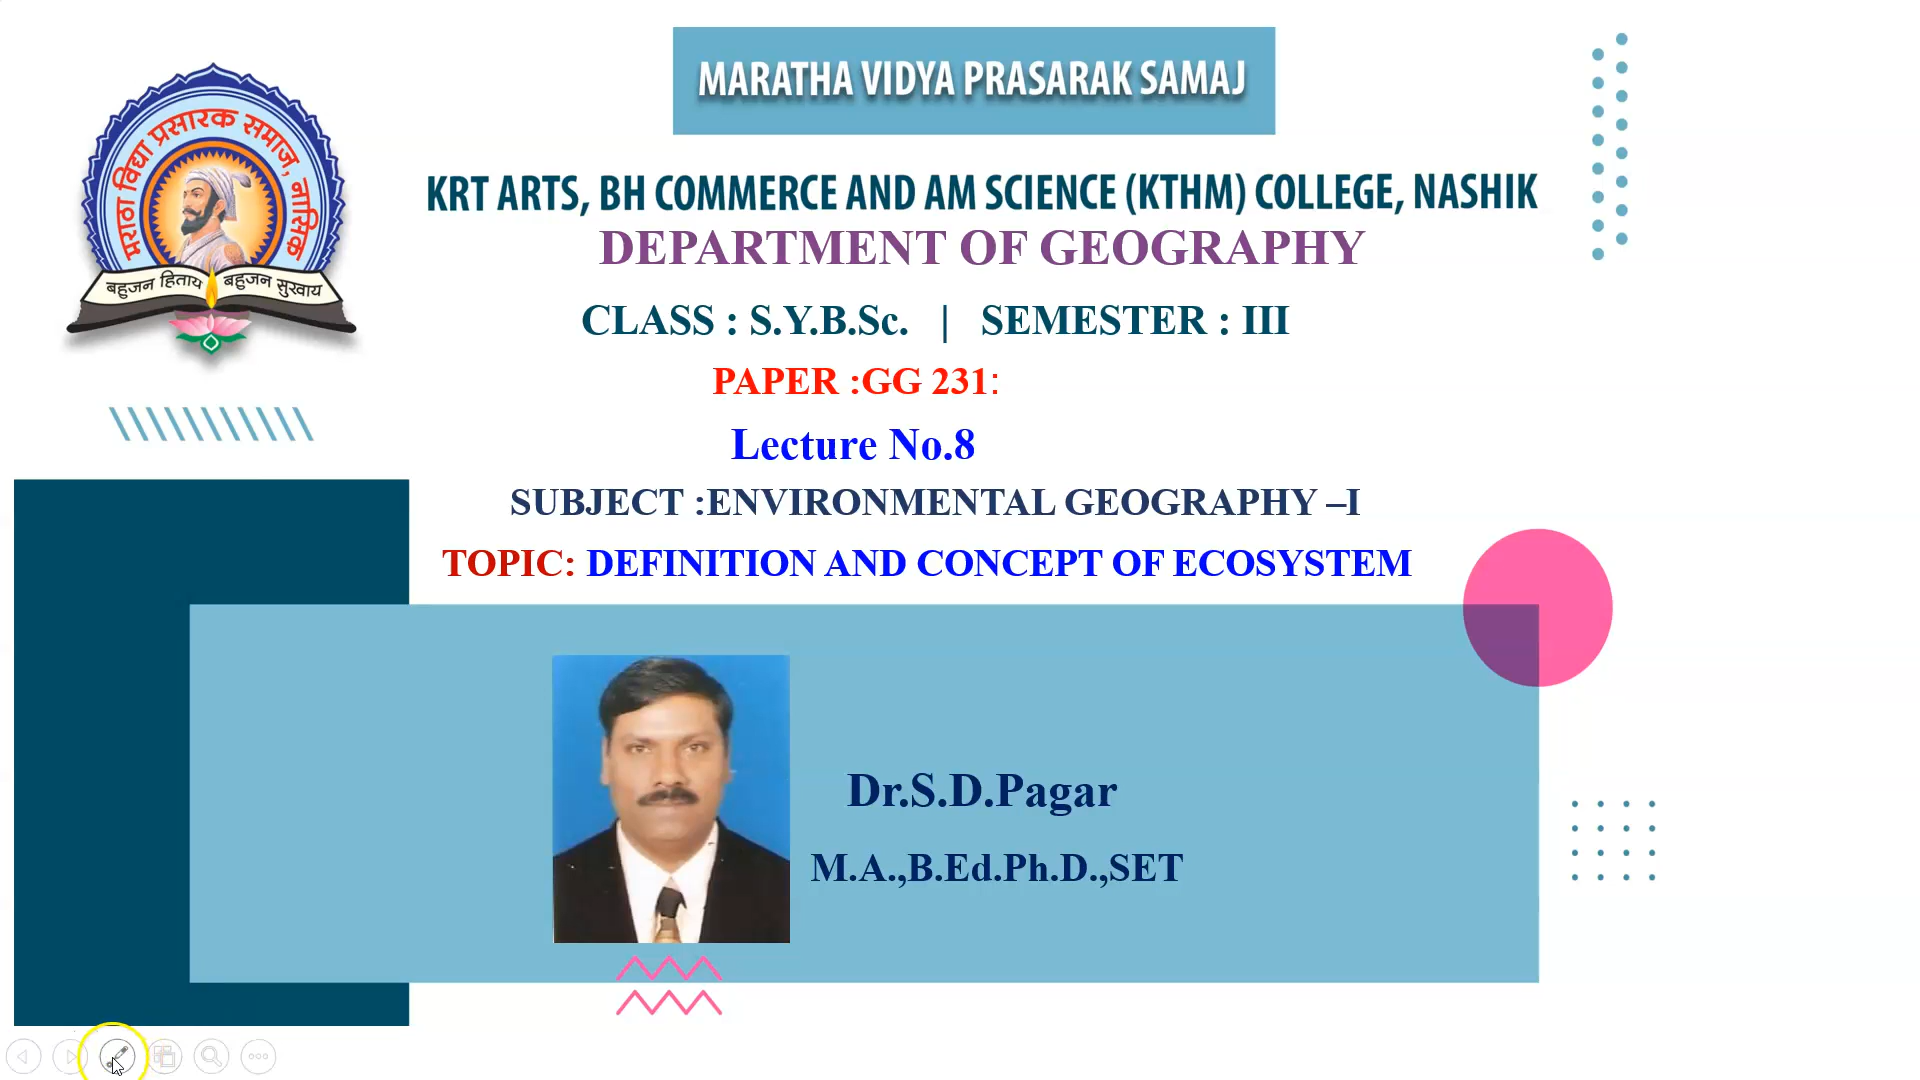 MARATHA VIDYA PRASARAK SAMAJ
मराठा विद्या प्रसारक समाज, नासिक
बहुजन हिताय बहुजन सुखाय
KRT ARTS, BH COMMERCE AND AM SCIENCE (KTHM) COLLEGE, NASHIK
DEPARTMENT OF GEOGRAPHY
CLASS : S.Y.B.Sc. | SEMESTER : III
PAPER :GG 231:
Lecture No.8
SUBJECT :ENVIRONMENTAL GEOGRAPHY –I
TOPIC: DEFINITION AND CONCEPT OF ECOSYSTEM
Dr.S.D.Pagar
M.A.,B.Ed.Ph.D.,SET